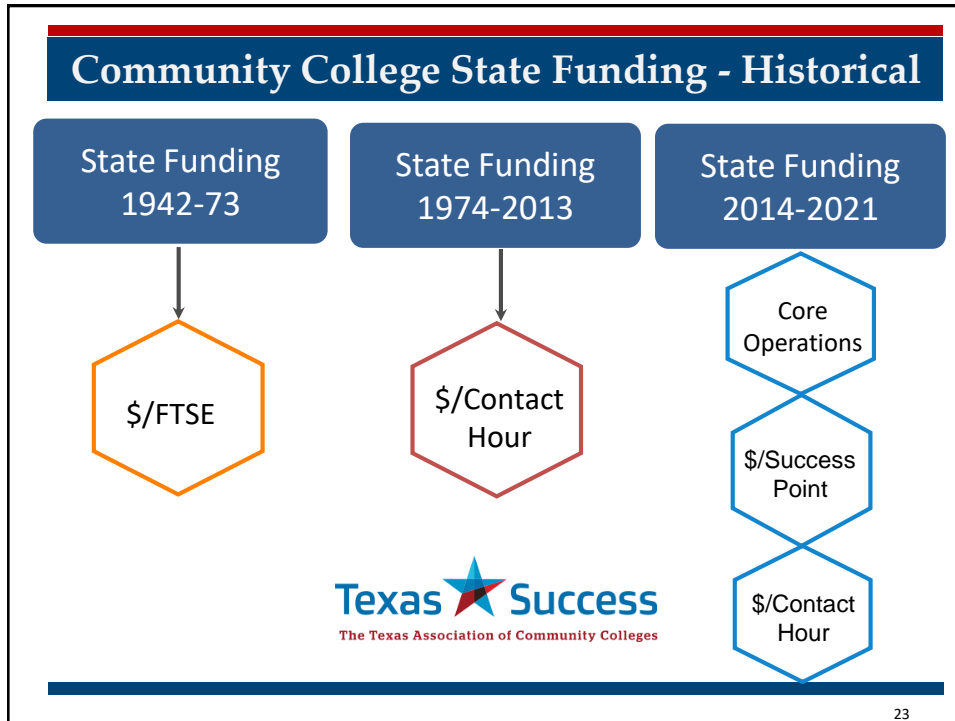 Community College State Funding - Historical
State Funding
1942-73
$/FTSE
State Funding
1974-2013
$/Contact
Hour
State Funding
2014-2021
Core
Operations
$/Success
Point
$/Contact
Hour
Texas Success
The Texas Association of Community Colleges
23